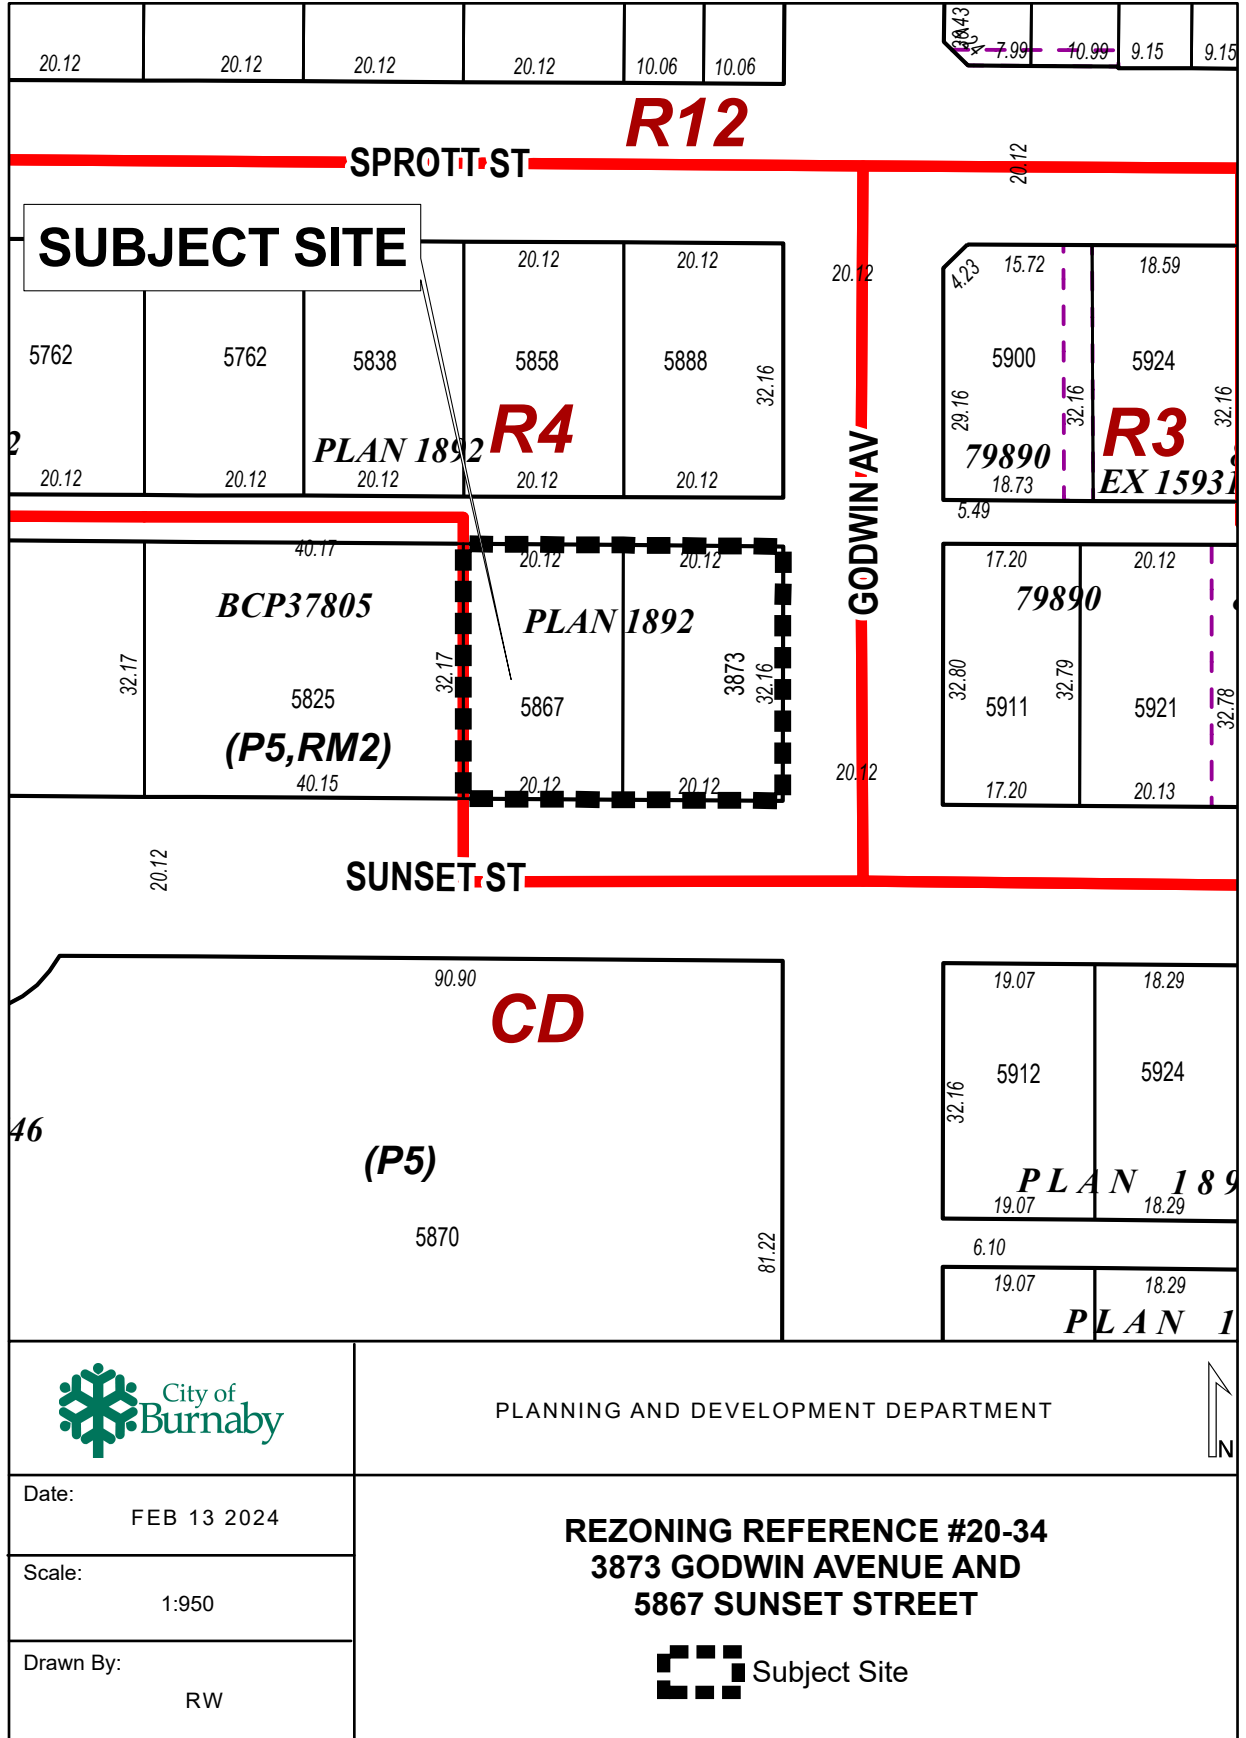 20.12 20.12 20.12 20.12 10.06 10.06 7.99 10.99 9.15 9.15
R12
SPROTT ST
20.12
SUBJECT SITE
20.12 20.12 20.12 4.23 15.72 18.59
5762 5762 5838 5858 5888 32.16 5900 5924
29.16 32.16 32.16
R4 R3
PLAN 1892 79890 EX 15931
2
20.12 20.12 20.12 20.12 20.12 18.73
5.49
GODWIN AV
40.17 20.12 20.12 17.20 20.12
BCP37805 PLAN 1892 79890
32.17 5825 32.17 5867 3873 32.16 32.80 5911 32.79 5921 32.78
(P5,RM2)
40.15 20.12 20.12 20.12 17.20 20.13
20.12
SUNSET ST
90.90 19.07 18.29
CD
5912 5924
32.16
46
(P5)
PLAN 189
19.07 18.29
5870
81.22
6.10
19.07 18.29
PLAN 1
City of
Burnaby
PLANNING AND DEVELOPMENT DEPARTMENT
N
Date:
FEB 13 2024
Scale:
1:950
Drawn By:
RW
REZONING REFERENCE #20-34
3873 GODWIN AVENUE AND
5867 SUNSET STREET
Subject Site